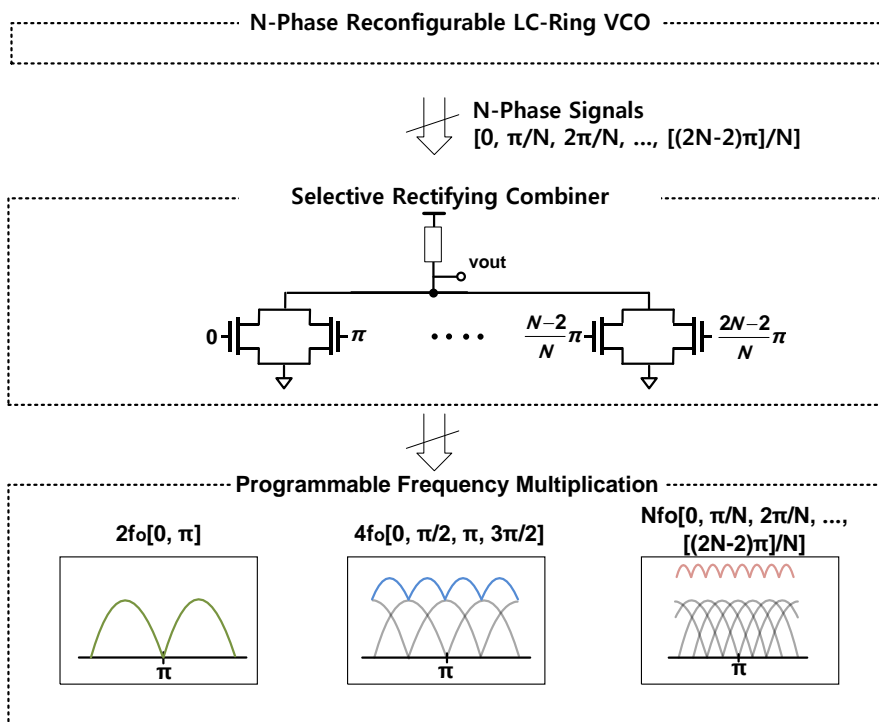 N-Phase Reconfigurable LC-Ring VCO
N-Phase Signals
[0, π/N, 2π/N, ..., [(2N-2)π]/N]
Selective Rectifying Combiner
vout
0 π • • • • N−2/N π 2N−2/N π
Programmable Frequency Multiplication
2fo[0, π]
4fo[0, π/2, π, 3π/2]
Nfo[0, π/N, 2π/N, ...,
[(2N-2)π]/N]
π
π
π